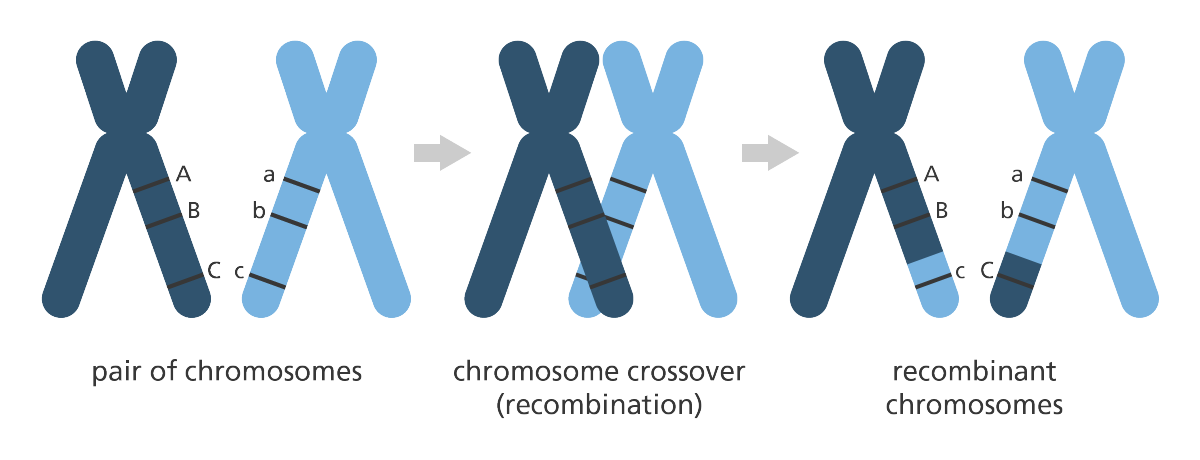 A
B
C
a
b
c
A
B
c
a
b
C
pair of chromosomes
chromosome crossover
(recombination)
recombinant
chromosomes